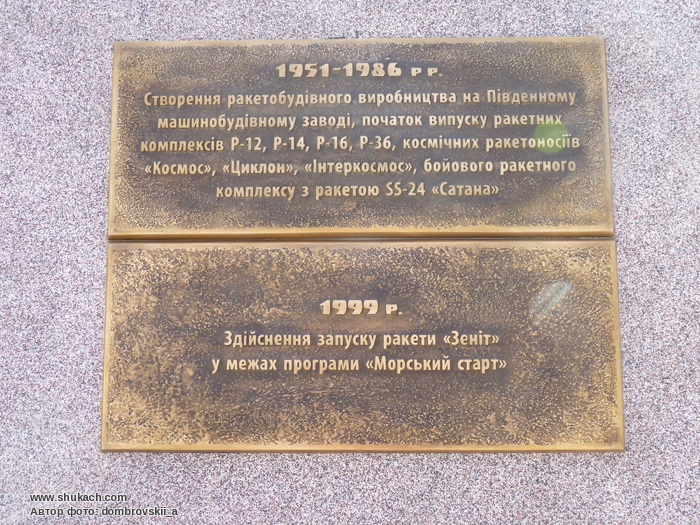 1951-1986 р р.
Створення ракетобудівного виробництва на Південному
машинобудівному заводі, початок випуску ракетних
комплексів Р-12, Р-14, Р-16, Р-36, космічних ракетоносіїв
«Космос», «Циклон», «Інтеркосмос», бойового ракетного
комплексу з ракетою SS-24 «Сатана»
1999 р.
Здійснення запуску ракети «Зеніт»
у межах програми «Морський старт»
www.shukach.com
Автор фото: dombrovskii_a